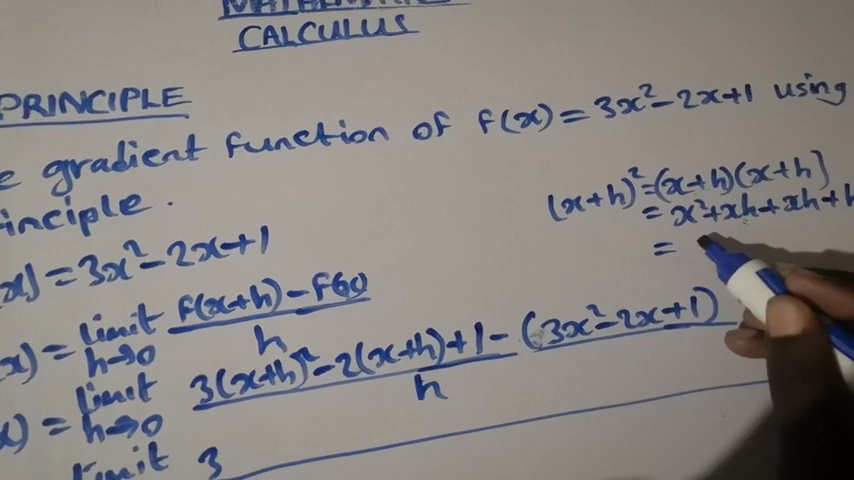 CALCULUS
PRINCIPLE
gradient function of f(x) = 3x² - 2x + 1 using
(x+h)² = (x+h)(x+h)
= x² + xh + xh + h
=
= 3x² - 2x + 1
= limit h→0 f(x+h) - f(x) / h
= limit h→0 3(x+h)² - 2(x+h) + 1 - (3x² - 2x + 1) / h
limit 3